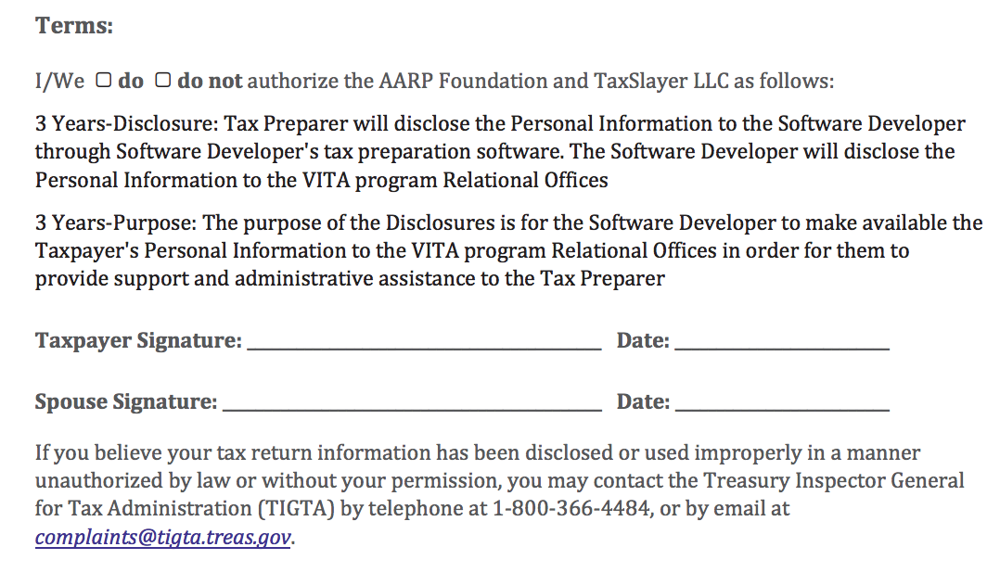 Terms:
I/We ☐ do ☐ do not authorize the AARP Foundation and TaxSlayer LLC as follows:
3 Years-Disclosure: Tax Preparer will disclose the Personal Information to the Software Developer
through Software Developer's tax preparation software. The Software Developer will disclose the
Personal Information to the VITA program Relational Offices
3 Years-Purpose: The purpose of the Disclosures is for the Software Developer to make available the
Taxpayer's Personal Information to the VITA program Relational Offices in order for them to
provide support and administrative assistance to the Tax Preparer
Taxpayer Signature: ______________________________ Date: __________________
Spouse Signature: ________________________________ Date: __________________
If you believe your tax return information has been disclosed or used improperly in a manner
unauthorized by law or without your permission, you may contact the Treasury Inspector General
for Tax Administration (TIGTA) by telephone at 1-800-366-4484, or by email at
complaints@tigta.treas.gov.